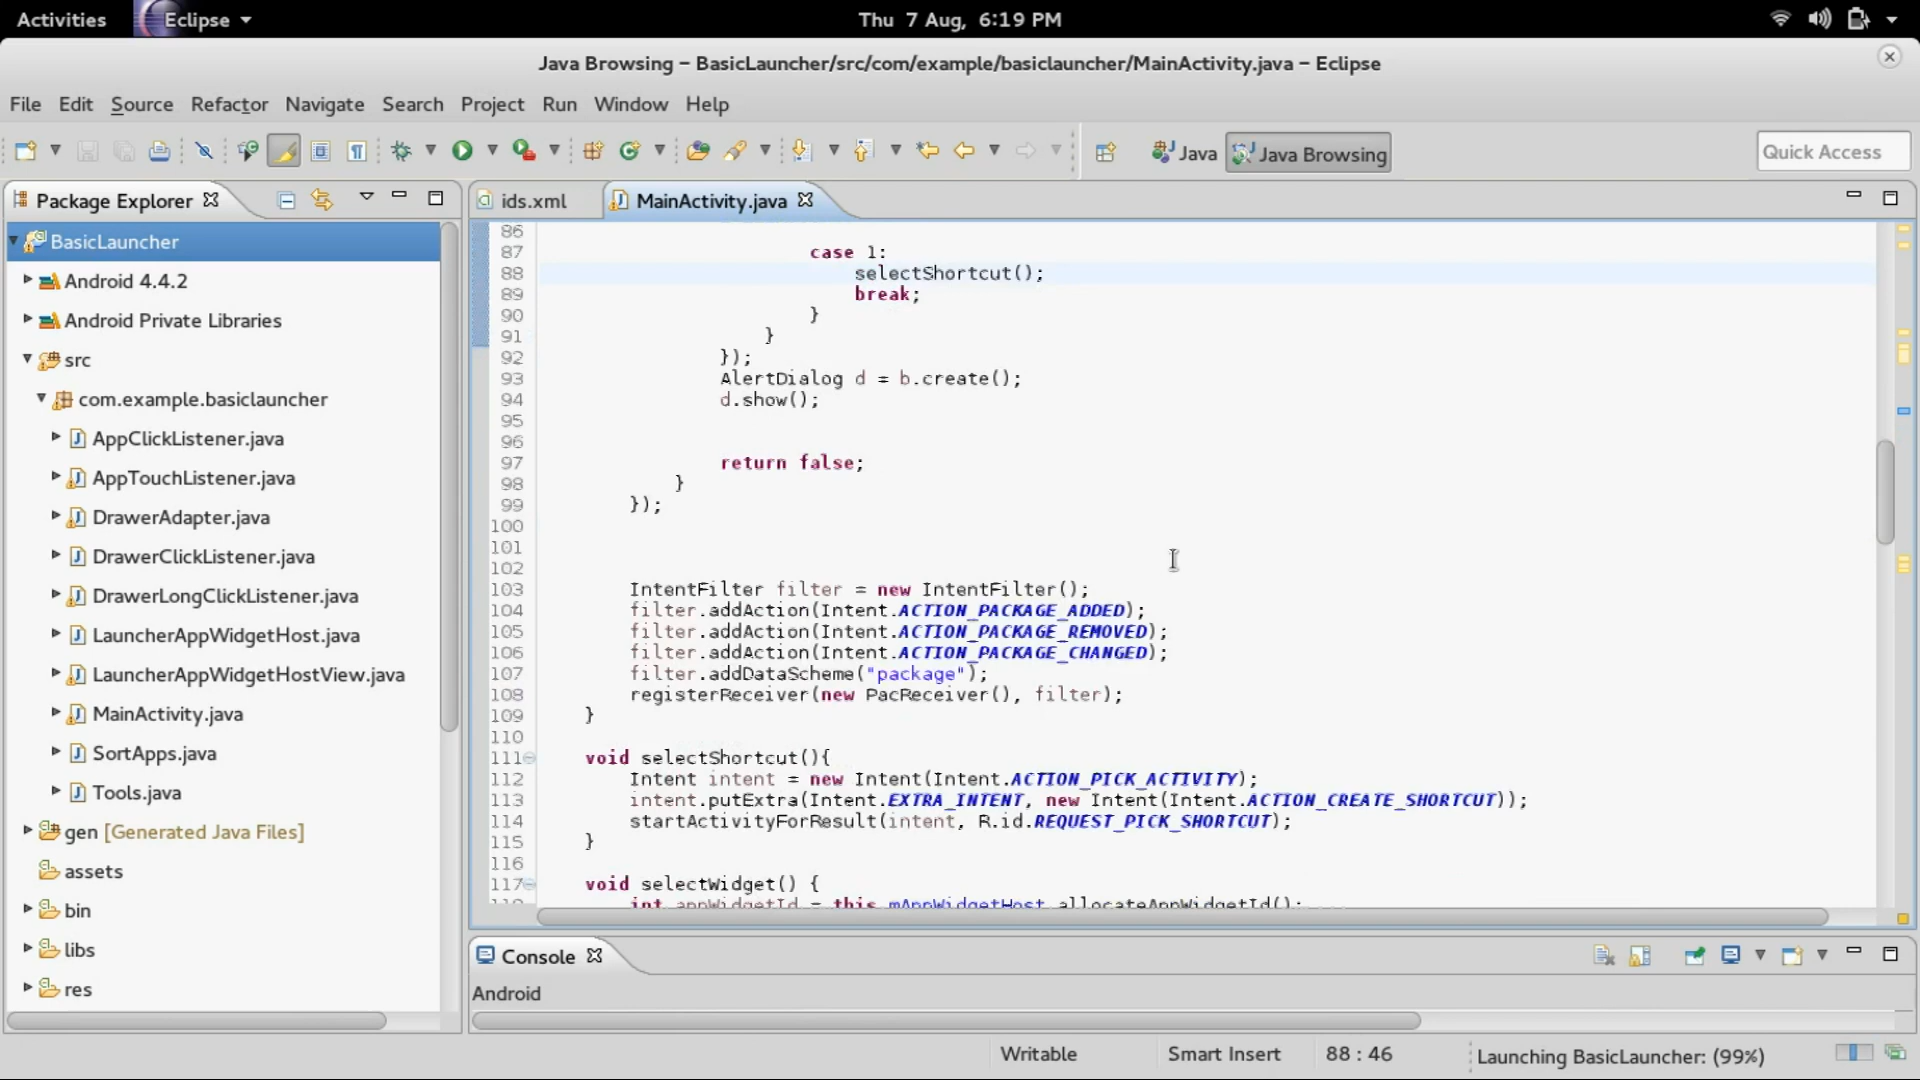 Activities Eclipse Thu 7 Aug, 6:19 PM
Java Browsing – BasicLauncher/src/com/example/basiclauncher/MainActivity.java – Eclipse
File Edit Source Refactor Navigate Search Project Run Window Help
Java Java Browsing Quick Access
Package Explorer
BasicLauncher
Android 4.4.2
Android Private Libraries
src
com.example.basiclauncher
AppClickListener.java
AppTouchListener.java
DrawerAdapter.java
DrawerClickListener.java
DrawerLongClickListener.java
LauncherAppWidgetHost.java
LauncherAppWidgetHostView.java
MainActivity.java
SortApps.java
Tools.java
gen [Generated Java Files]
assets
bin
libs
res
ids.xml MainActivity.java
86
87 case 1:
88 selectShortcut();
89 break;
90 }
91 }
92 });
93 AlertDialog d = b.create();
94 d.show();
95
96
97 return false;
98 }
99 });
100
101
102
103 IntentFilter filter = new IntentFilter();
104 filter.addAction(Intent.ACTION_PACKAGE_ADDED);
105 filter.addAction(Intent.ACTION_PACKAGE_REMOVED);
106 filter.addAction(Intent.ACTION_PACKAGE_CHANGED);
107 filter.addDataScheme("package");
108 registerReceiver(new PacReceiver(), filter);
109 }
110
111 void selectShortcut(){
112 Intent intent = new Intent(Intent.ACTION_PICK_ACTIVITY);
113 intent.putExtra(Intent.EXTRA_INTENT, new Intent(Intent.ACTION_CREATE_SHORTCUT));
114 startActivityForResult(intent, R.id.REQUEST_PICK_SHORTCUT);
115 }
116
117 void selectWidget() {
118 int appWidgetId = this.mAppWidgetHost.allocateAppWidgetId();
Console
Android
Writable Smart Insert 88 : 46 Launching BasicLauncher: (99%)